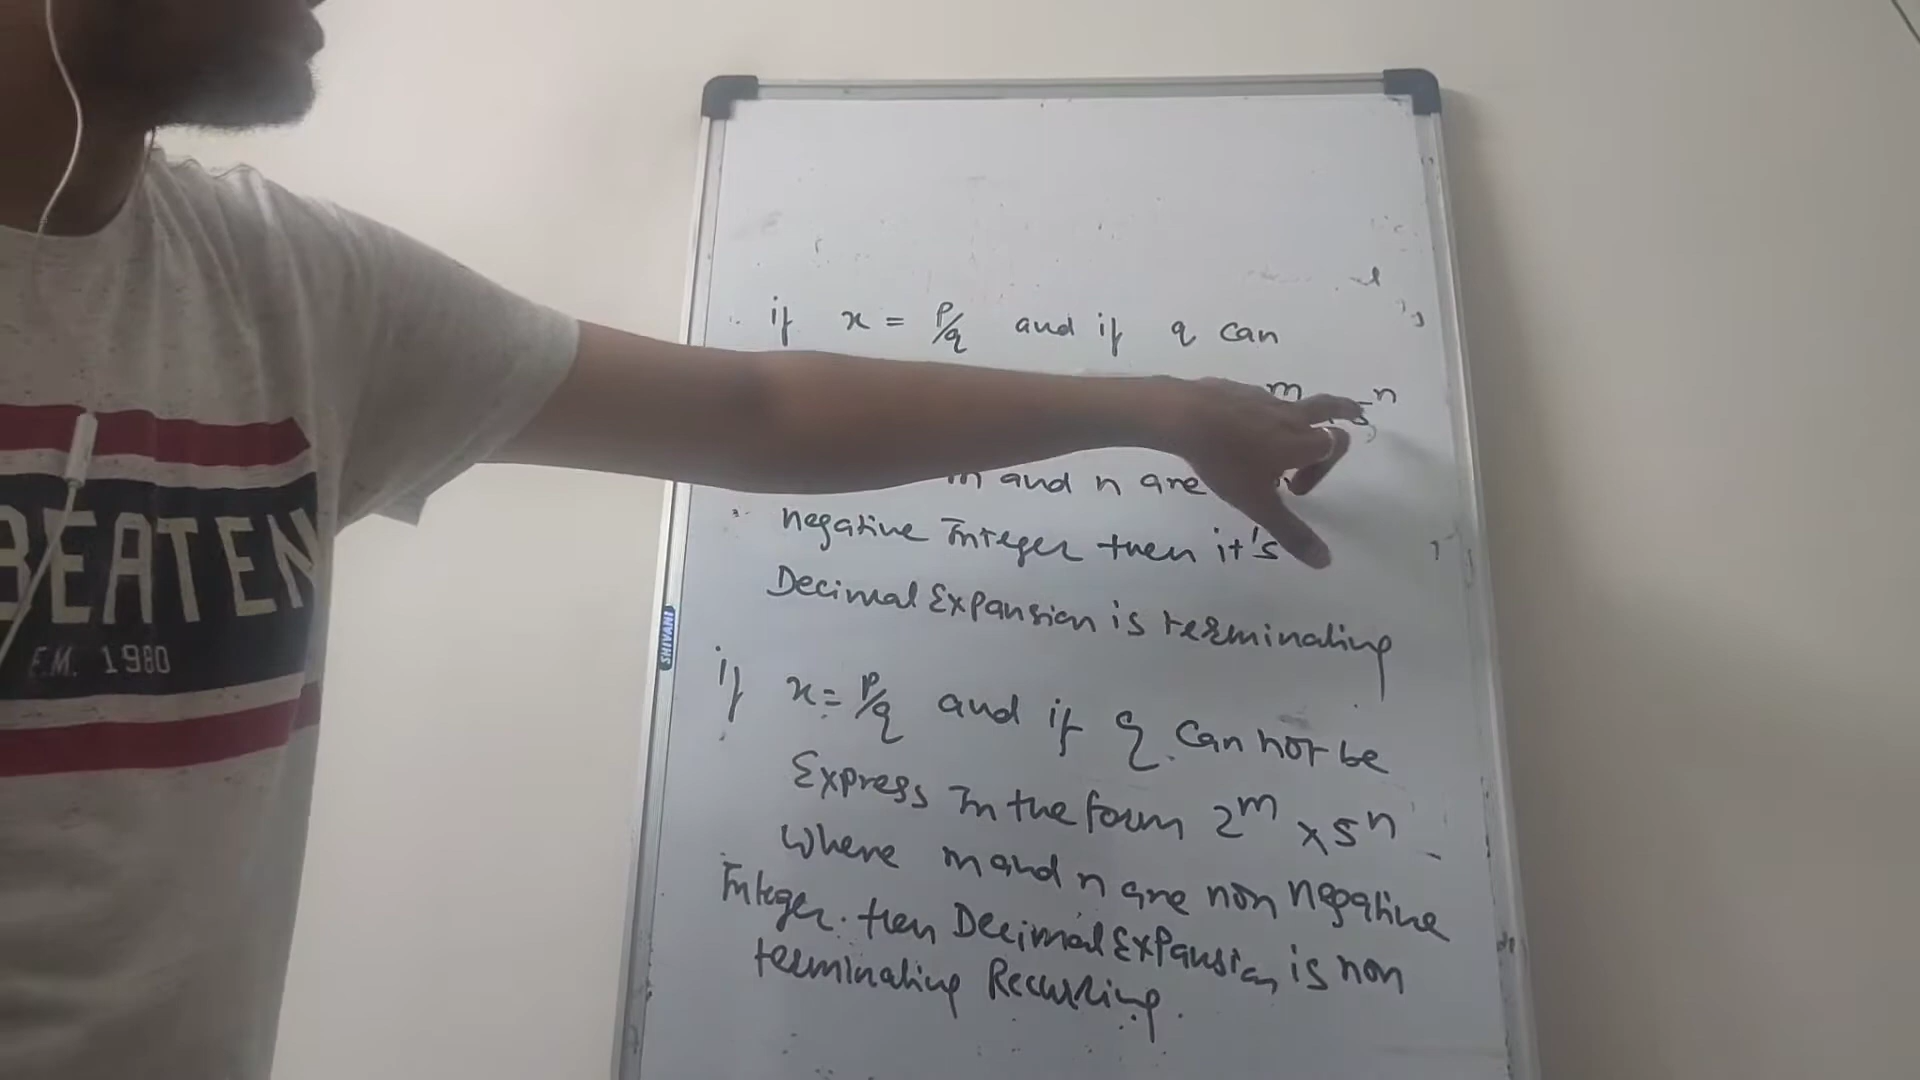 BEATEN
F.M. 1980
SHIVANI
if x = p/q and if q can
m 5^n
m and n are
negative Integer then it's
Decimal Expansion is terminating
if x = p/q and if q can not be
Express In the form 2^m x 5^n
where m and n are non negative
Integer. then Decimal Expansion is non
terminating Recurring.